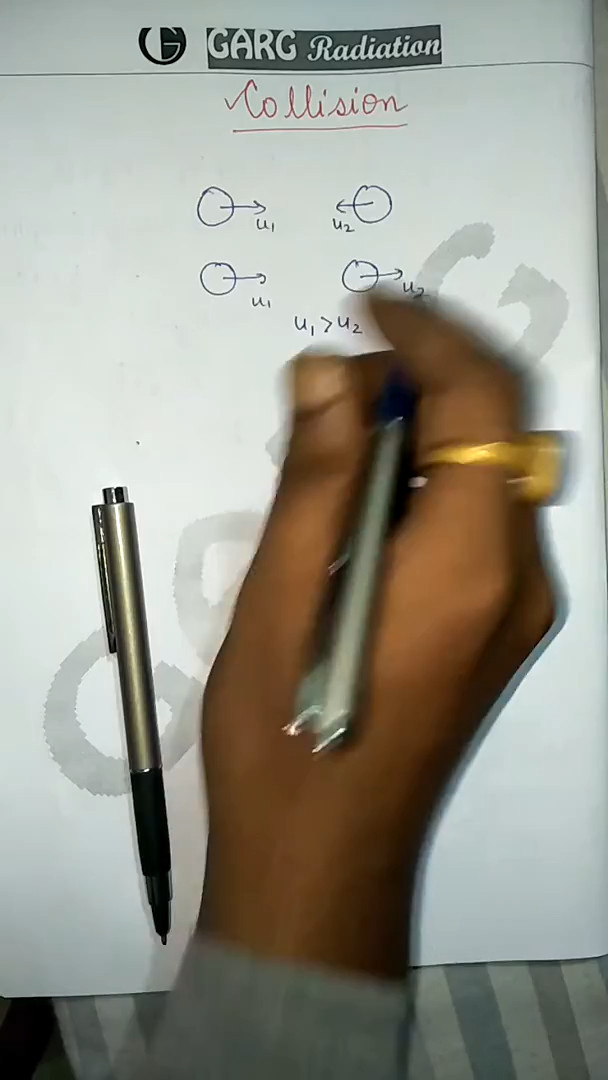 G GARG Radiation
Collision
u₁ u₂
u₁ u₂
u₁ > u₂